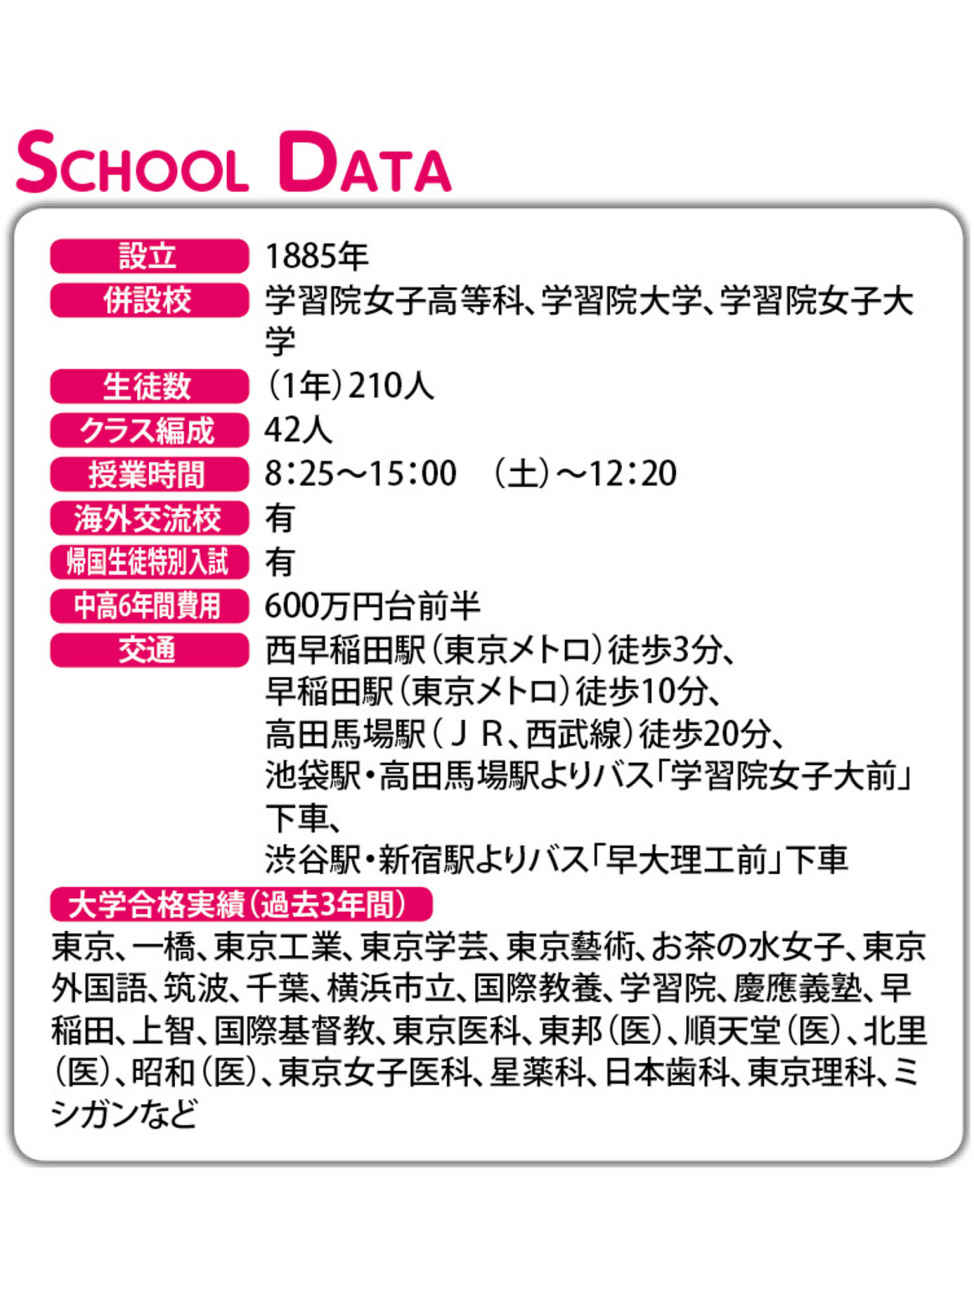 SCHOOL DATA
設立 1885年
併設校 学習院女子高等科、学習院大学、学習院女子大
学
生徒数 （1年）210人
クラス編成 42人
授業時間 8：25〜15：00　（土）〜12：20
海外交流校 有
帰国生徒特別入試 有
中高6年間費用 600万円台前半
交通 西早稲田駅（東京メトロ）徒歩3分、
早稲田駅（東京メトロ）徒歩10分、
高田馬場駅（ＪＲ、西武線）徒歩20分、
池袋駅・高田馬場駅よりバス「学習院女子大前」
下車、
渋谷駅・新宿駅よりバス「早大理工前」下車
大学合格実績（過去3年間）
東京、一橋、東京工業、東京学芸、東京藝術、お茶の水女子、東京
外国語、筑波、千葉、横浜市立、国際教養、学習院、慶應義塾、早
稲田、上智、国際基督教、東京医科、東邦（医）、順天堂（医）、北里
（医）、昭和（医）、東京女子医科、星薬科、日本歯科、東京理科、ミ
シガンなど